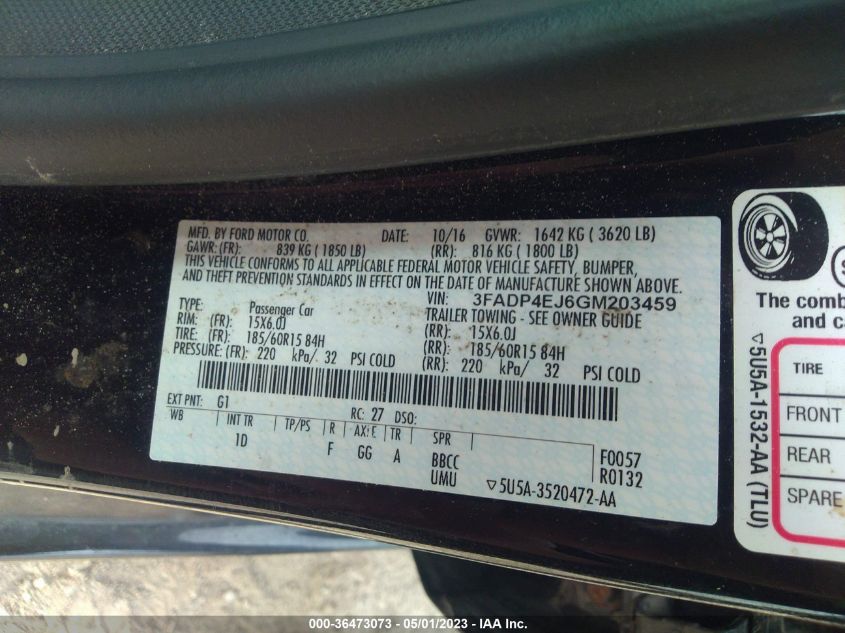 MFD. BY FORD MOTOR CO. DATE: 10/16 GVWR: 1642 KG ( 3620 LB)
GAWR: (FR): 839 KG ( 1850 LB) (RR): 816 KG ( 1800 LB)
THIS VEHICLE CONFORMS TO ALL APPLICABLE FEDERAL MOTOR VEHICLE SAFETY, BUMPER,
AND THEFT PREVENTION STANDARDS IN EFFECT ON THE DATE OF MANUFACTURE SHOWN ABOVE.
VIN: 3FADP4EJ6GM203459
TYPE: Passenger Car TRAILER TOWING - SEE OWNER GUIDE
RIM: (FR): 15X6.0J (RR): 15X6.0J
TIRE: (FR): 185/60R15 84H (RR): 185/60R15 84H
PRESSURE: (FR): 220 kPa/ 32 PSI COLD (RR): 220 kPa/ 32 PSI COLD
EXT PNT: G1 RC: 27 DSO:
WB INT TR TP/PS R AXLE TR SPR
1D F GG A BBCC F0057
UMU R0132
▽5U5A-3520472-AA
The comb
and c
TIRE
FRONT
REAR
SPARE
▽5U5A-1532-AA (TLU)
000-36473073 - 05/01/2023 - IAA Inc.